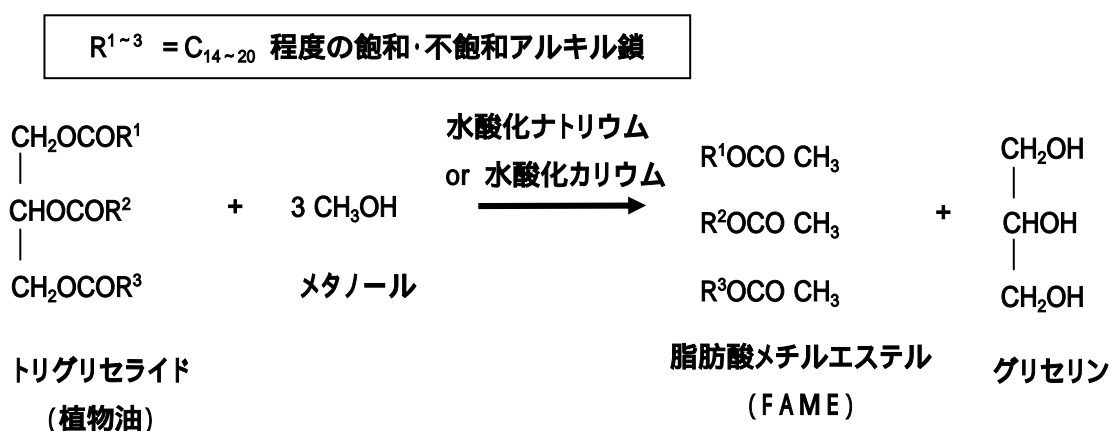 R¹~³ = C₁₄~₂₀ 程度の飽和·不飽和アルキル鎖
水酸化ナトリウム
or 水酸化カリウム
CH₂OCOR¹
CHOCOR²
CH₂OCOR³
+
3 CH₃OH
メタノール
R¹OCO CH₃
R²OCO CH₃
R³OCO CH₃
+
CH₂OH
CHOH
CH₂OH
トリグリセライド
(植物油)
脂肪酸メチルエステル
(FAME)
グリセリン